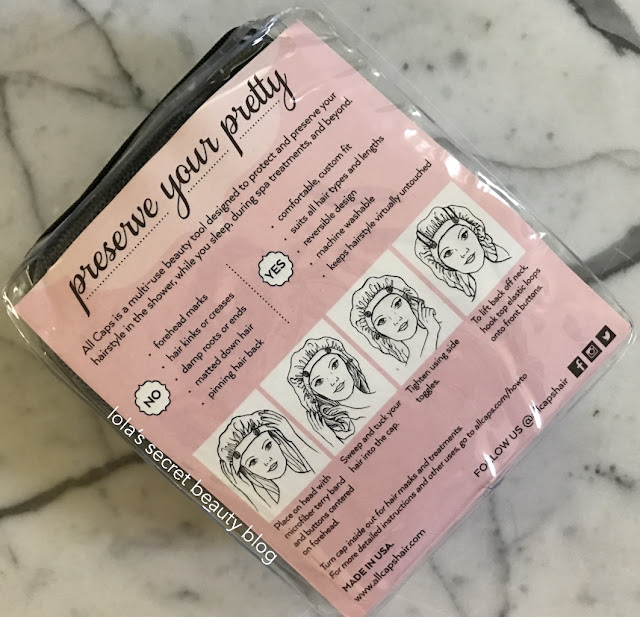 preserve your pretty
All Caps is a multi-use beauty tool designed to protect and preserve your
hairstyle in the shower, while you sleep, during spa treatments, and beyond.
NO
• forehead marks
• hair kinks or creases
• damp roots or ends
• matted down hair
• pinning hair back
YES
• comfortable, custom fit
• suits all hair types and lengths
• reversible design
• machine washable
• keeps hairstyle virtually untouched
Place on head with
microfiber terry band
and buttons centered
on forehead.
Sweep and tuck your
hair into the cap.
Tighten using side
toggles.
To lift back off neck,
hook top elastic loops
onto front buttons.
Turn cap inside out for hair masks and treatments.
For more detailed instructions and other uses, go to allcaps.com/howto
MADE IN USA.
www.allcapshair.com
FOLLOW US @allcapshair
lola's secret beauty blog